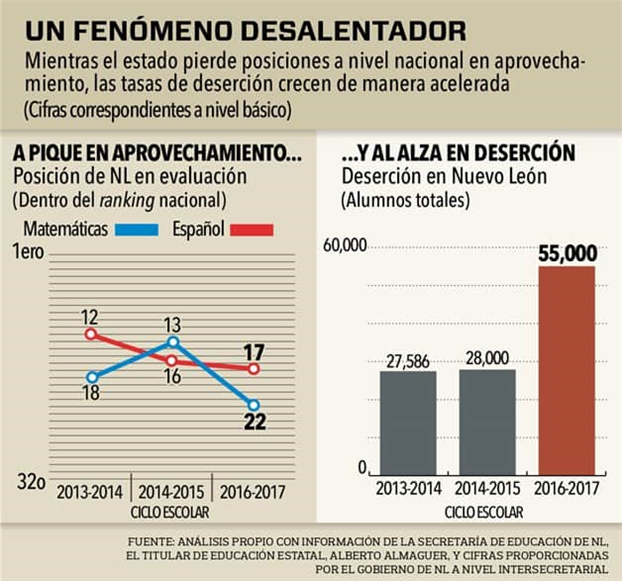 UN FENÓMENO DESALENTADOR
Mientras el estado pierde posiciones a nivel nacional en aprovecha-
miento, las tasas de deserción crecen de manera acelerada
(Cifras correspondientes a nivel básico)
A PIQUE EN APROVECHAMIENTO...
Posición de NL en evaluación
(Dentro del ranking nacional)
Matemáticas Español
1ero
12
13
17
18
16
22
32o
2013-2014 2014-2015 2016-2017
CICLO ESCOLAR
...Y AL ALZA EN DESERCIÓN
Deserción en Nuevo León
(Alumnos totales)
60,000
55,000
27,586 28,000
0
2013-2014 2014-2015 2016-2017
CICLO ESCOLAR
FUENTE: ANÁLISIS PROPIO CON INFORMACIÓN DE LA SECRETARÍA DE EDUCACIÓN DE NL,
EL TITULAR DE EDUCACIÓN ESTATAL, ALBERTO ALMAGUER, Y CIFRAS PROPORCIONADAS
POR EL GOBIERNO DE NL A NIVEL INTERSECRETARIAL